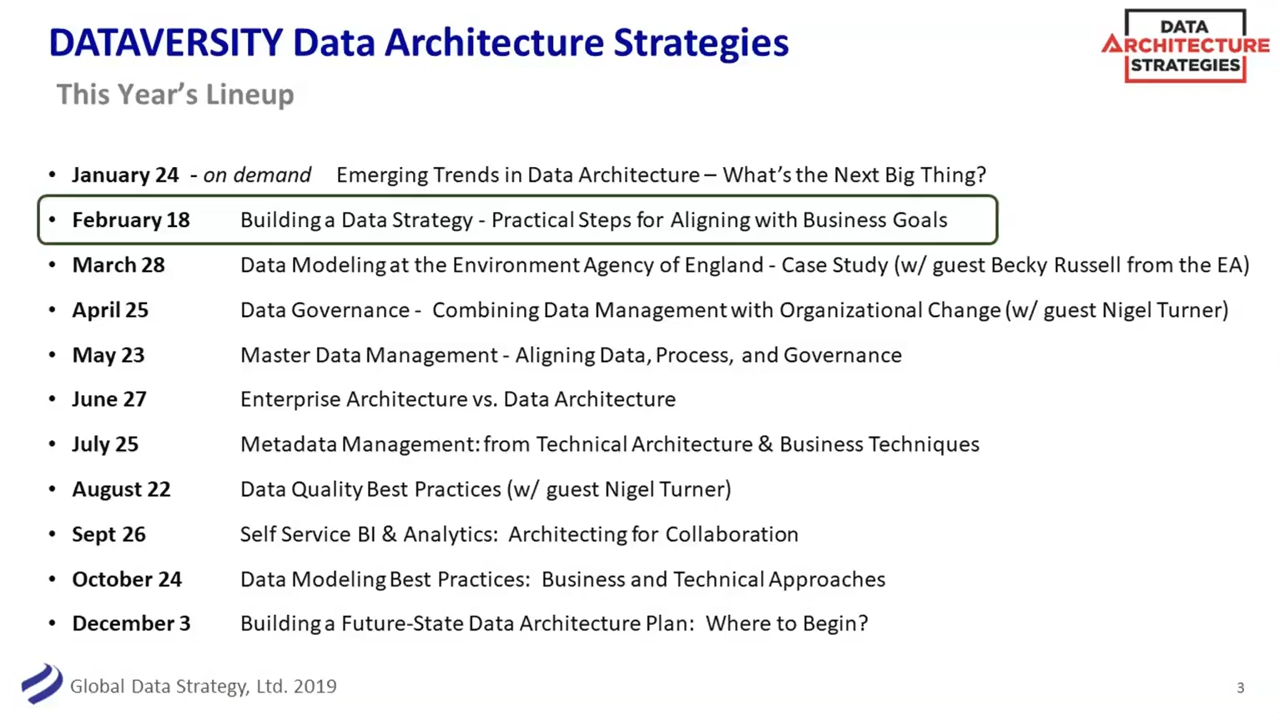 DATAVERSITY Data Architecture Strategies
DATA
ARCHITECTURE
STRATEGIES
This Year's Lineup
• January 24 - on demand Emerging Trends in Data Architecture – What's the Next Big Thing?
• February 18 Building a Data Strategy - Practical Steps for Aligning with Business Goals
• March 28 Data Modeling at the Environment Agency of England - Case Study (w/ guest Becky Russell from the EA)
• April 25 Data Governance - Combining Data Management with Organizational Change (w/ guest Nigel Turner)
• May 23 Master Data Management - Aligning Data, Process, and Governance
• June 27 Enterprise Architecture vs. Data Architecture
• July 25 Metadata Management: from Technical Architecture & Business Techniques
• August 22 Data Quality Best Practices (w/ guest Nigel Turner)
• Sept 26 Self Service BI & Analytics: Architecting for Collaboration
• October 24 Data Modeling Best Practices: Business and Technical Approaches
• December 3 Building a Future-State Data Architecture Plan: Where to Begin?
Global Data Strategy, Ltd. 2019
3